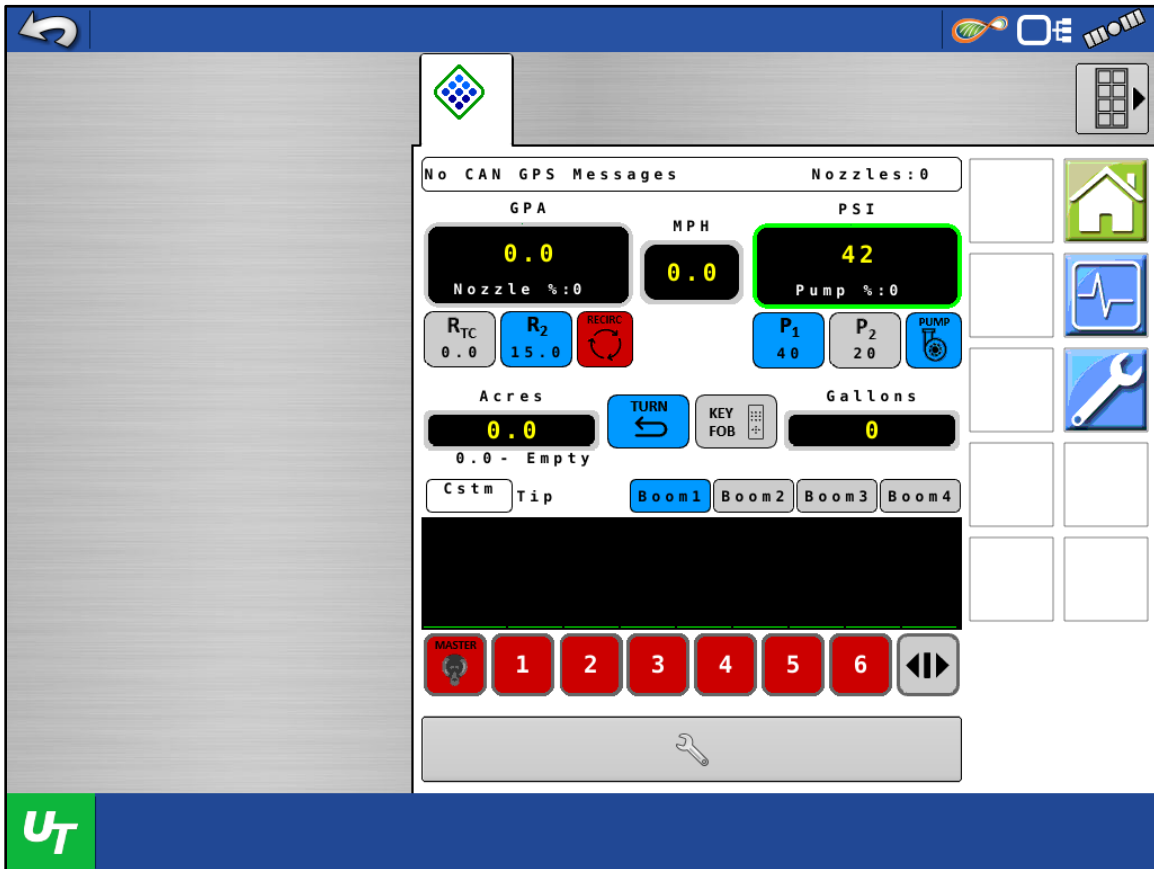 No CAN GPS Messages Nozzles:0
GPA MPH PSI
0.0 0.0 42
Nozzle %:0 Pump %:0
RTC R2 RECIRC P1 P2 PUMP
0.0 15.0 40 20
Acres TURN KEY FOB Gallons
0.0 0
0.0- Empty
Cstm Tip Boom1 Boom2 Boom3 Boom4
MASTER 1 2 3 4 5 6
UT